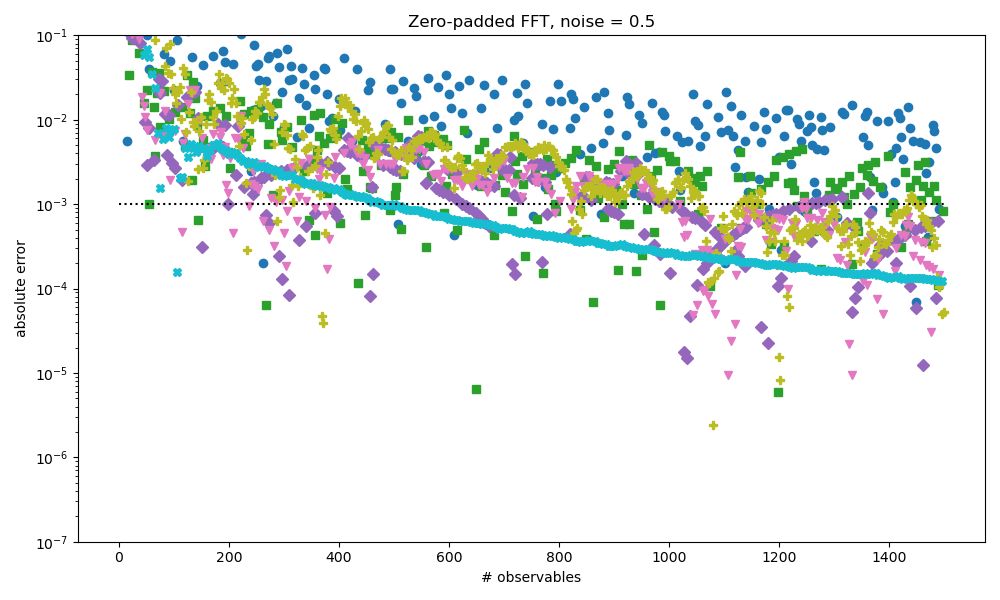 Zero-padded FFT, noise = 0.5
absolute error
10⁻¹
10⁻²
10⁻³
10⁻⁴
10⁻⁵
10⁻⁶
10⁻⁷
0 200 400 600 800 1000 1200 1400
# observables